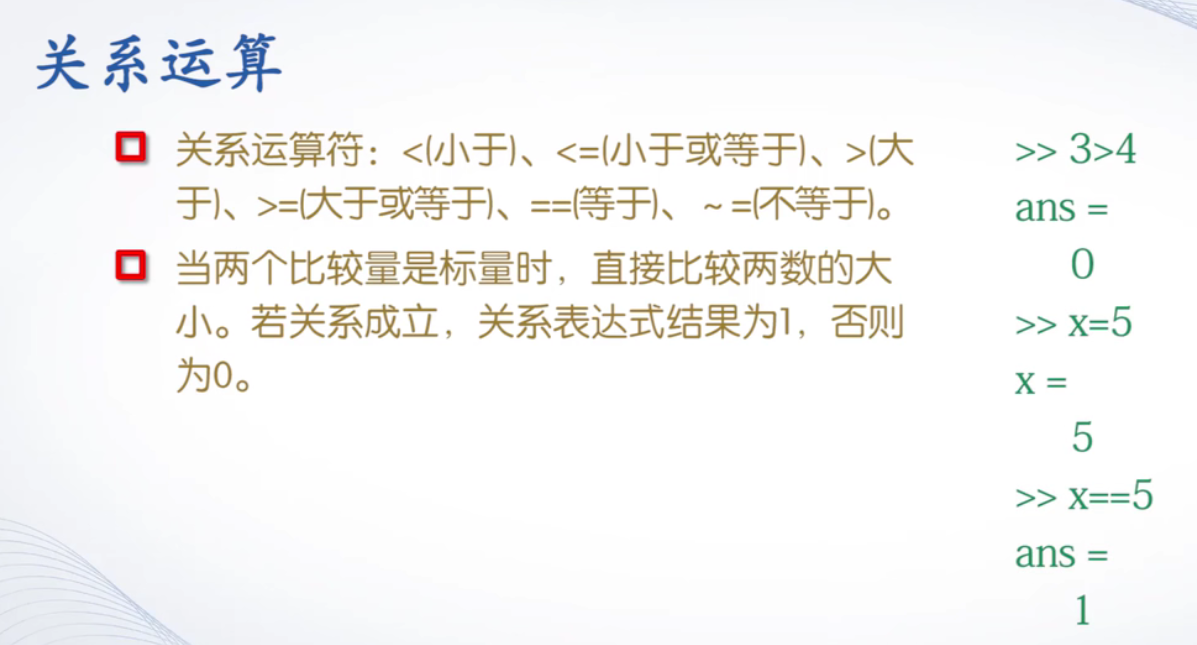 关系运算
关系运算符：<(小于)、<=(小于或等于)、>(大
于)、>=(大于或等于)、==(等于)、~=(不等于)。
当两个比较量是标量时，直接比较两数的大
小。若关系成立，关系表达式结果为1，否则
为0。
>> 3>4
ans =
0
>> x=5
x =
5
>> x==5
ans =
1